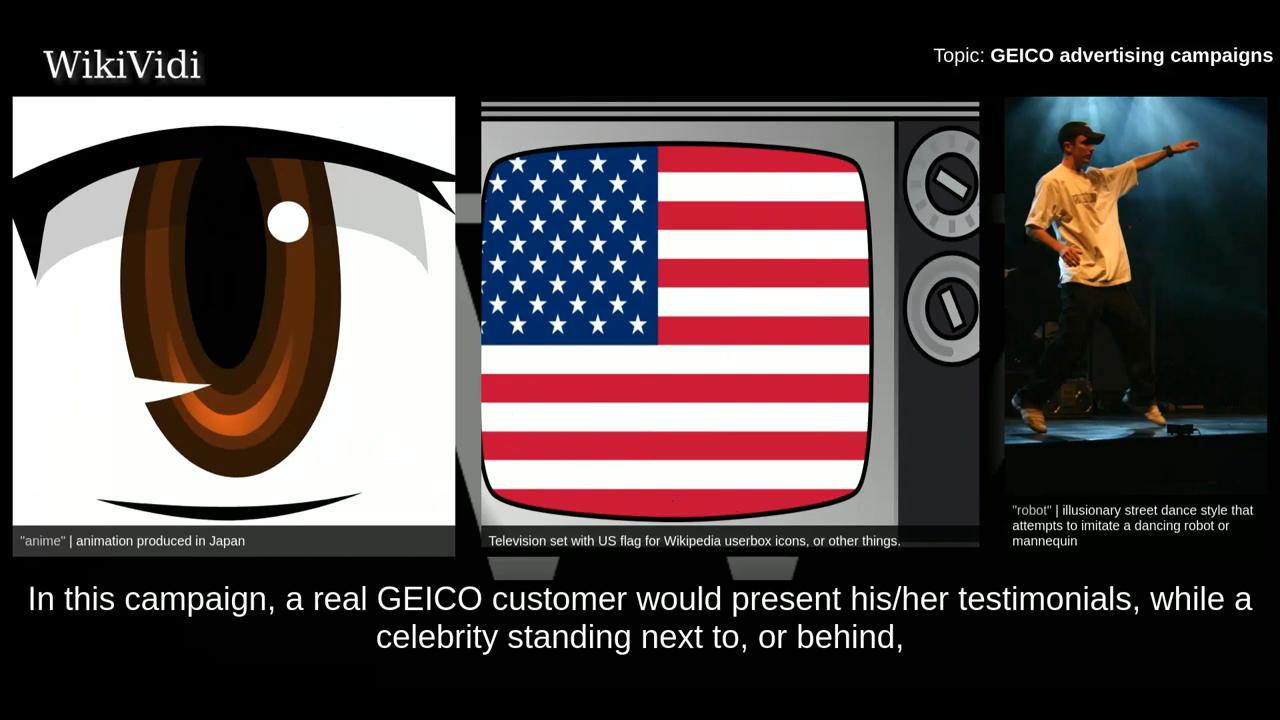 WikiVidi
Topic: GEICO advertising campaigns
"anime" | animation produced in Japan
Television set with US flag for Wikipedia userbox icons, or other things.
"robot" | illusionary street dance style that
attempts to imitate a dancing robot or
mannequin
In this campaign, a real GEICO customer would present his/her testimonials, while a
celebrity standing next to, or behind,